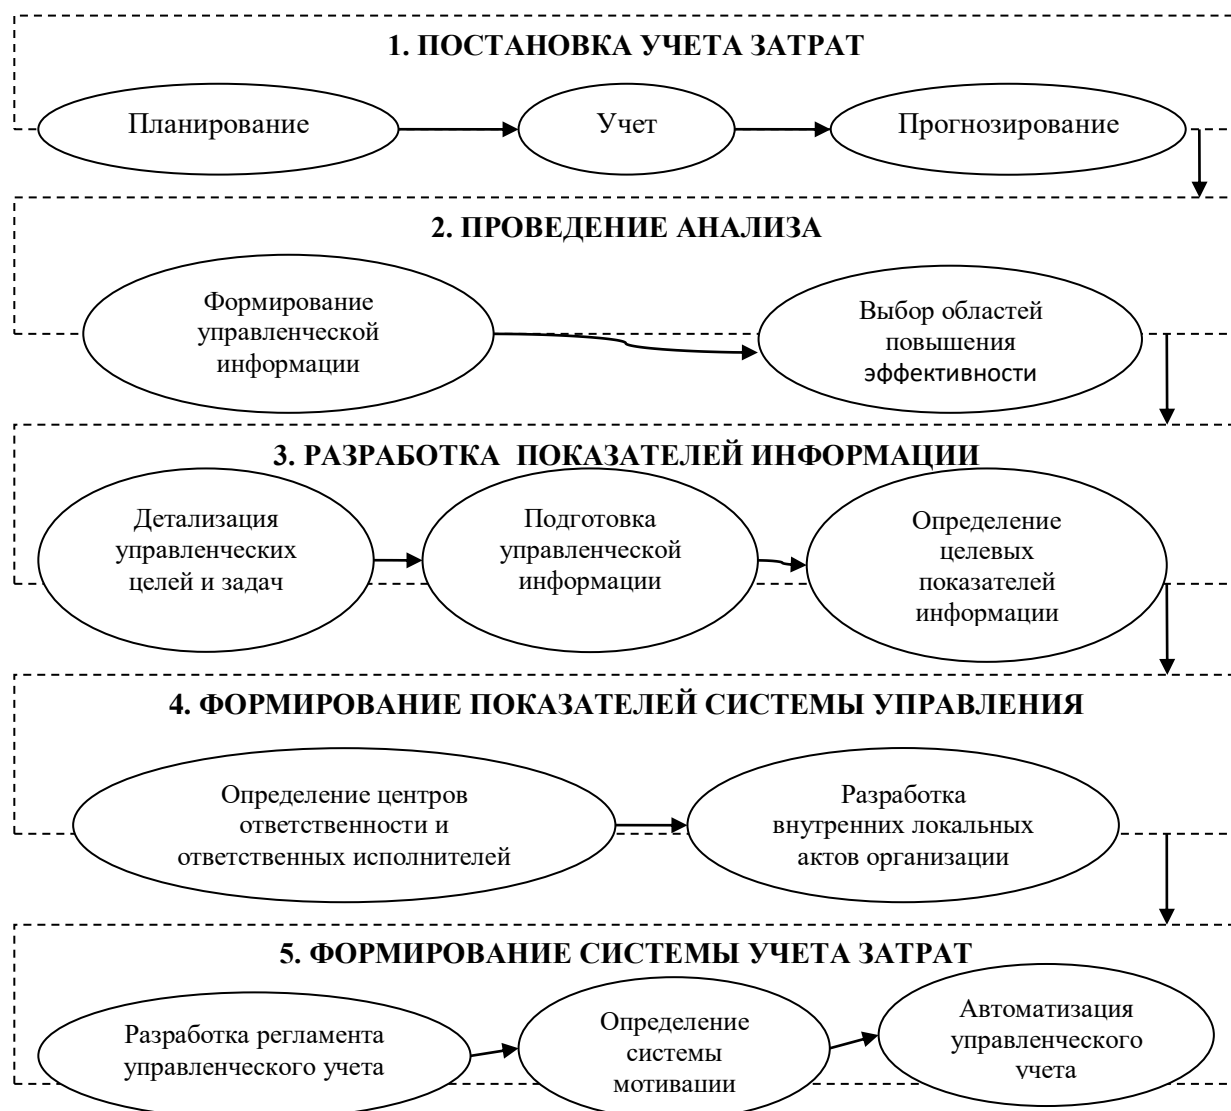 1. ПОСТАНОВКА УЧЕТА ЗАТРАТ
Планирование
Учет
Прогнозирование
2. ПРОВЕДЕНИЕ АНАЛИЗА
Формирование
управленческой
информации
Выбор областей
повышения
эффективности
3. РАЗРАБОТКА ПОКАЗАТЕЛЕЙ ИНФОРМАЦИИ
Детализация
управленческих
целей и задач
Подготовка
управленческой
информации
Определение
целевых
показателей
информации
4. ФОРМИРОВАНИЕ ПОКАЗАТЕЛЕЙ СИСТЕМЫ УПРАВЛЕНИЯ
Определение центров
ответственности и
ответственных исполнителей
Разработка
внутренних локальных
актов организации
5. ФОРМИРОВАНИЕ СИСТЕМЫ УЧЕТА ЗАТРАТ
Разработка регламента
управленческого учета
Определение
системы
мотивации
Автоматизация
управленческого
учета